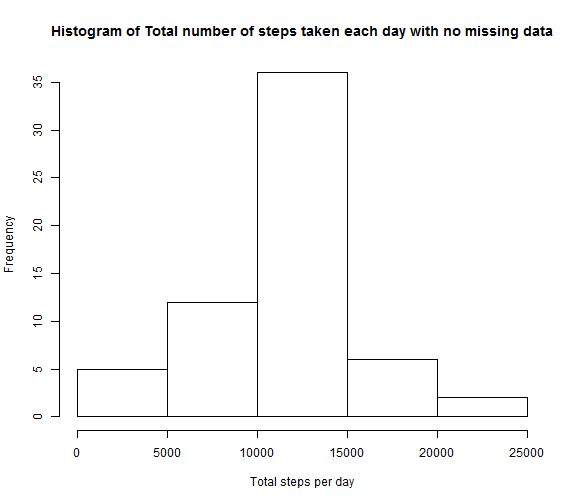 Histogram of Total number of steps taken each day with no missing data
Frequency
35
30
25
20
15
10
5
0
0 5000 10000 15000 20000 25000
Total steps per day